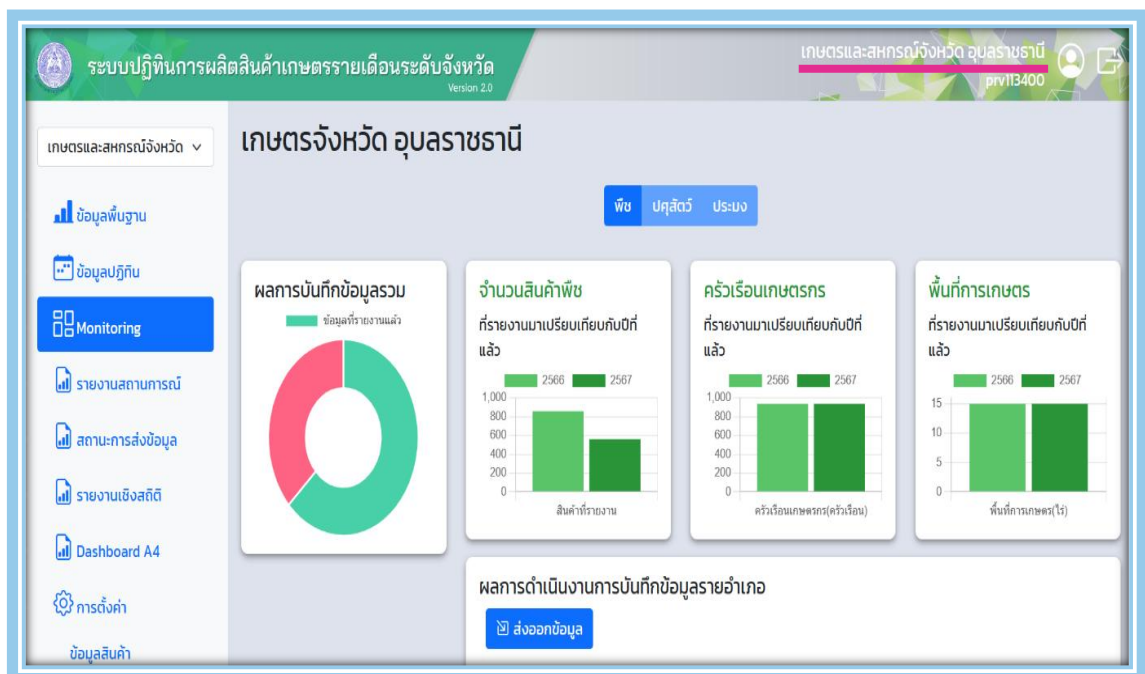 ระบบปฏิทินการผลิตสินค้าเกษตรรายเดือนระดับจังหวัด
Version 2.0
เกษตรและสหกรณ์จังหวัด อุบลราชธานี
prv113400
เกษตรและสหกรณ์จังหวัด
ข้อมูลพื้นฐาน
ข้อมูลปฏิทิน
Monitoring
รายงานสถานการณ์
สถานะการส่งข้อมูล
รายงานเชิงสถิติ
Dashboard A4
การตั้งค่า
ข้อมูลสินค้า
เกษตรจังหวัด อุบลราชธานี
พืช ปศุสัตว์ ประมง
ผลการบันทึกข้อมูลรวม
ข้อมูลที่รายงานแล้ว
จำนวนสินค้าพืช
ที่รายงานมาเปรียบเทียบกับปีที่
แล้ว
2566 2567
1,000
800
600
400
200
0
สินค้าที่รายงาน
ครัวเรือนเกษตรกร
ที่รายงานมาเปรียบเทียบกับปีที่
แล้ว
2566 2567
1,000
800
600
400
200
0
ครัวเรือนเกษตรกร(ครัวเรือน)
พื้นที่การเกษตร
ที่รายงานมาเปรียบเทียบกับปีที่
แล้ว
2566 2567
15
10
5
0
พื้นที่การเกษตร(ไร่)
ผลการดำเนินงานการบันทึกข้อมูลรายอำเภอ
ส่งออกข้อมูล